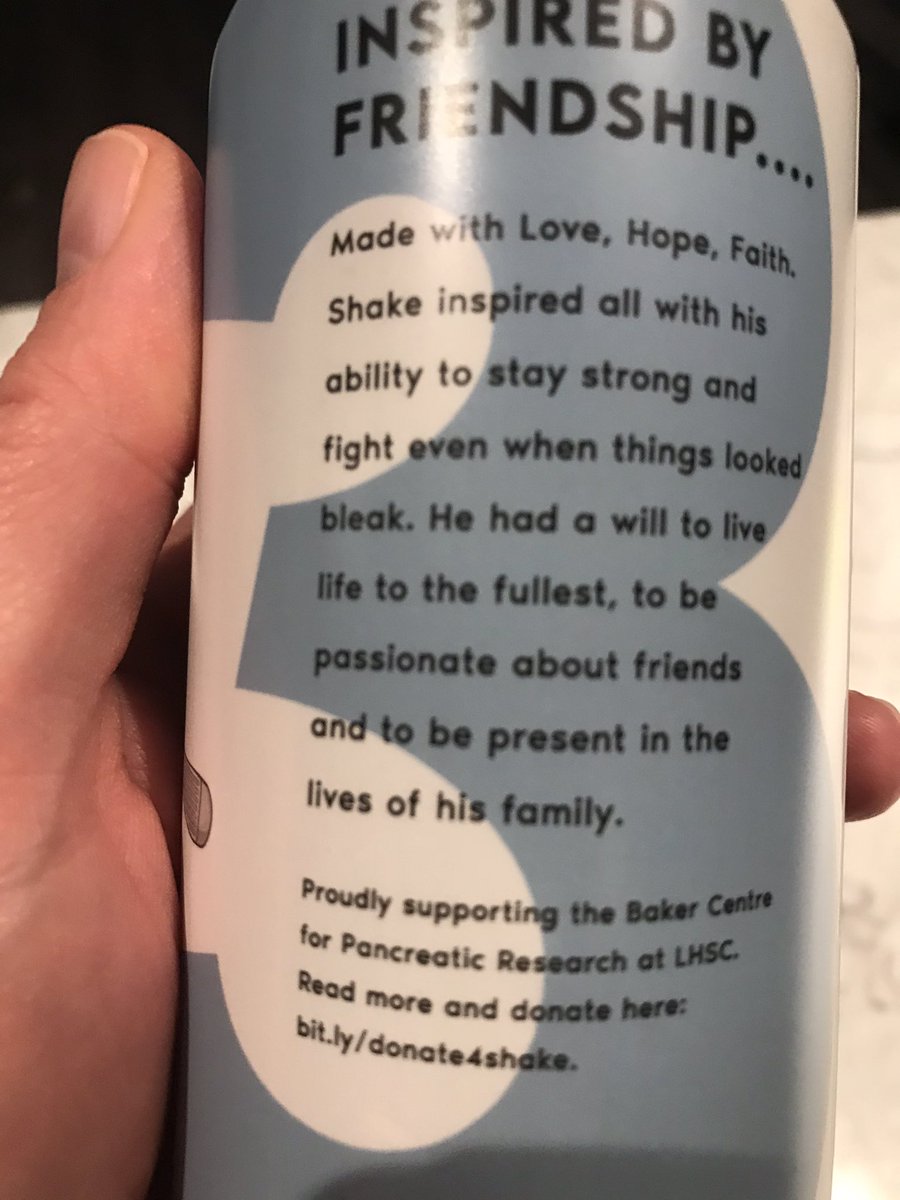 INSPIRED BY
FRIENDSHIP....
Made with Love, Hope, Faith.
Shake inspired all with his
ability to stay strong and
fight even when things looked
bleak. He had a will to live
life to the fullest, to be
passionate about friends
and to be present in the
lives of his family.
Proudly supporting the Baker Centre
for Pancreatic Research at LHSC.
Read more and donate here:
bit.ly/donate4shake.